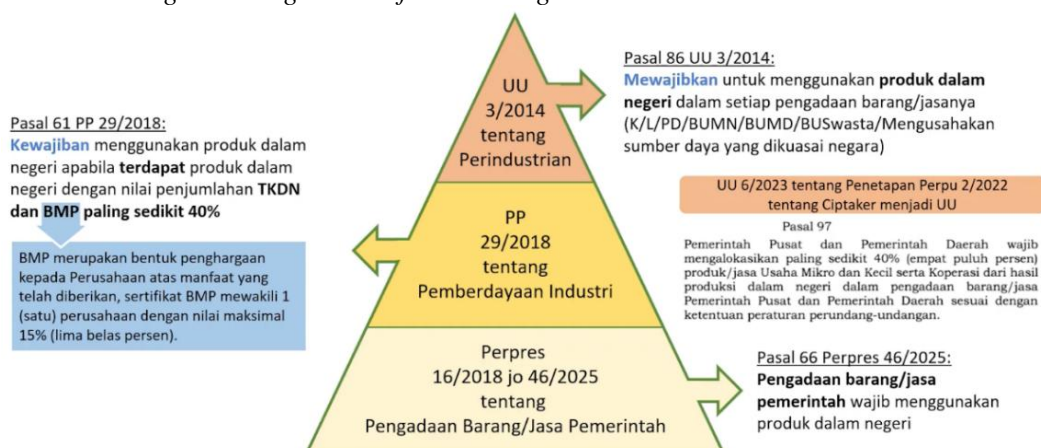 UU
3/2014
tentang
Perindustrian
Pasal 86 UU 3/2014:
Mewajibkan untuk menggunakan produk dalam
negeri dalam setiap pengadaan barang/jasanya
(K/L/PD/BUMN/BUMD/BUSwasta/Mengusahakan
sumber daya yang dikuasai negara)
Pasal 61 PP 29/2018:
Kewajiban menggunakan produk dalam
negeri apabila terdapat produk dalam
negeri dengan nilai penjumlahan TKDN
dan BMP paling sedikit 40%
BMP merupakan bentuk penghargaan
kepada Perusahaan atas manfaat yang
telah diberikan, sertifikat BMP mewakili 1
(satu) perusahaan dengan nilai maksimal
15% (lima belas persen).
PP
29/2018
tentang
Pemberdayaan Industri
UU 6/2023 tentang Penetapan Perpu 2/2022
tentang Ciptaker menjadi UU
Pasal 97
Pemerintah Pusat dan Pemerintah Daerah wajib
mengalokasikan paling sedikit 40% (empat puluh persen)
produk/jasa Usaha Mikro dan Kecil serta Koperasi dari hasil
produksi dalam negeri dalam pengadaan barang/jasa
Pemerintah Pusat dan Pemerintah Daerah sesuai dengan
ketentuan peraturan perundang-undangan.
Perpres
16/2018 jo 46/2025
tentang
Pengadaan Barang/Jasa Pemerintah
Pasal 66 Perpres 46/2025:
Pengadaan barang/jasa
pemerintah wajib menggunakan
produk dalam negeri